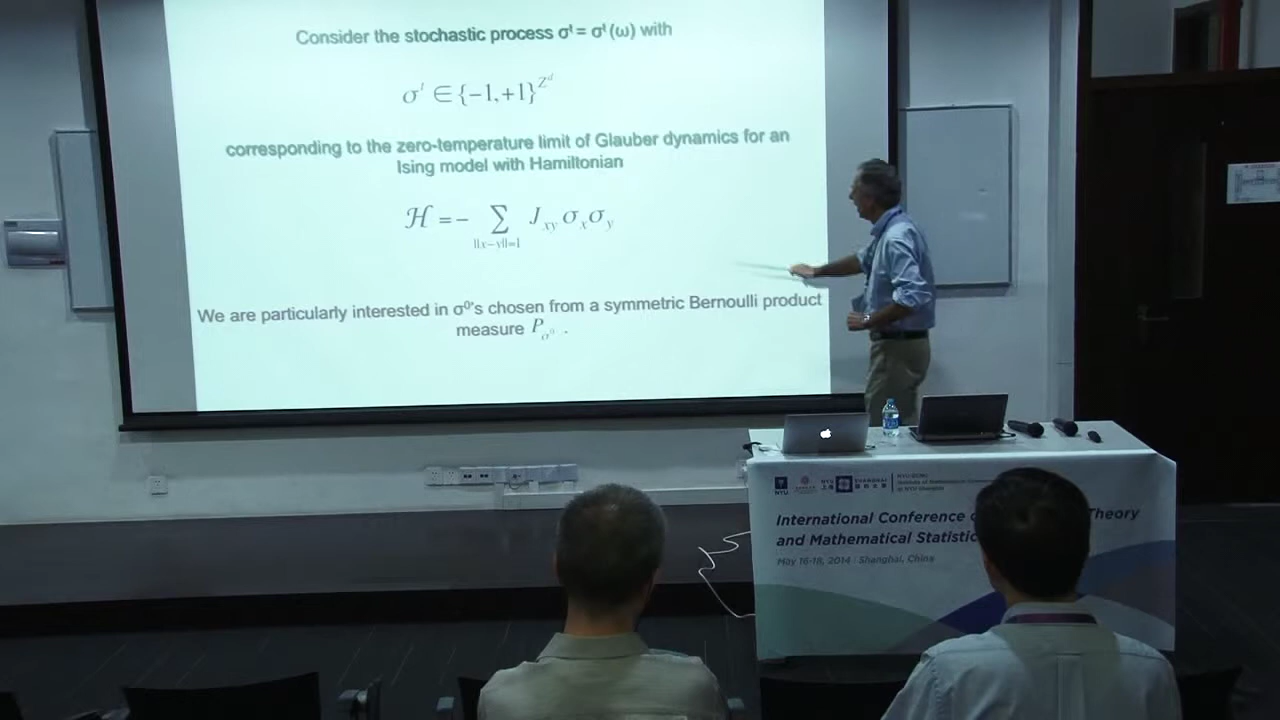 Consider the stochastic process σᵗ = σᵗ (ω) with
σᵗ ∈ {−1,+1}^{Z^d}
corresponding to the zero-temperature limit of Glauber dynamics for an
Ising model with Hamiltonian
ℋ = − ∑_{||x−y||=1} J_{xy} σ_x σ_y
We are particularly interested in σ⁰'s chosen from a symmetric Bernoulli product
measure P_{σ⁰} .
NYU
International Conference Theory
and Mathematical Statistic
May 16-18, 2014 · Shanghai, China